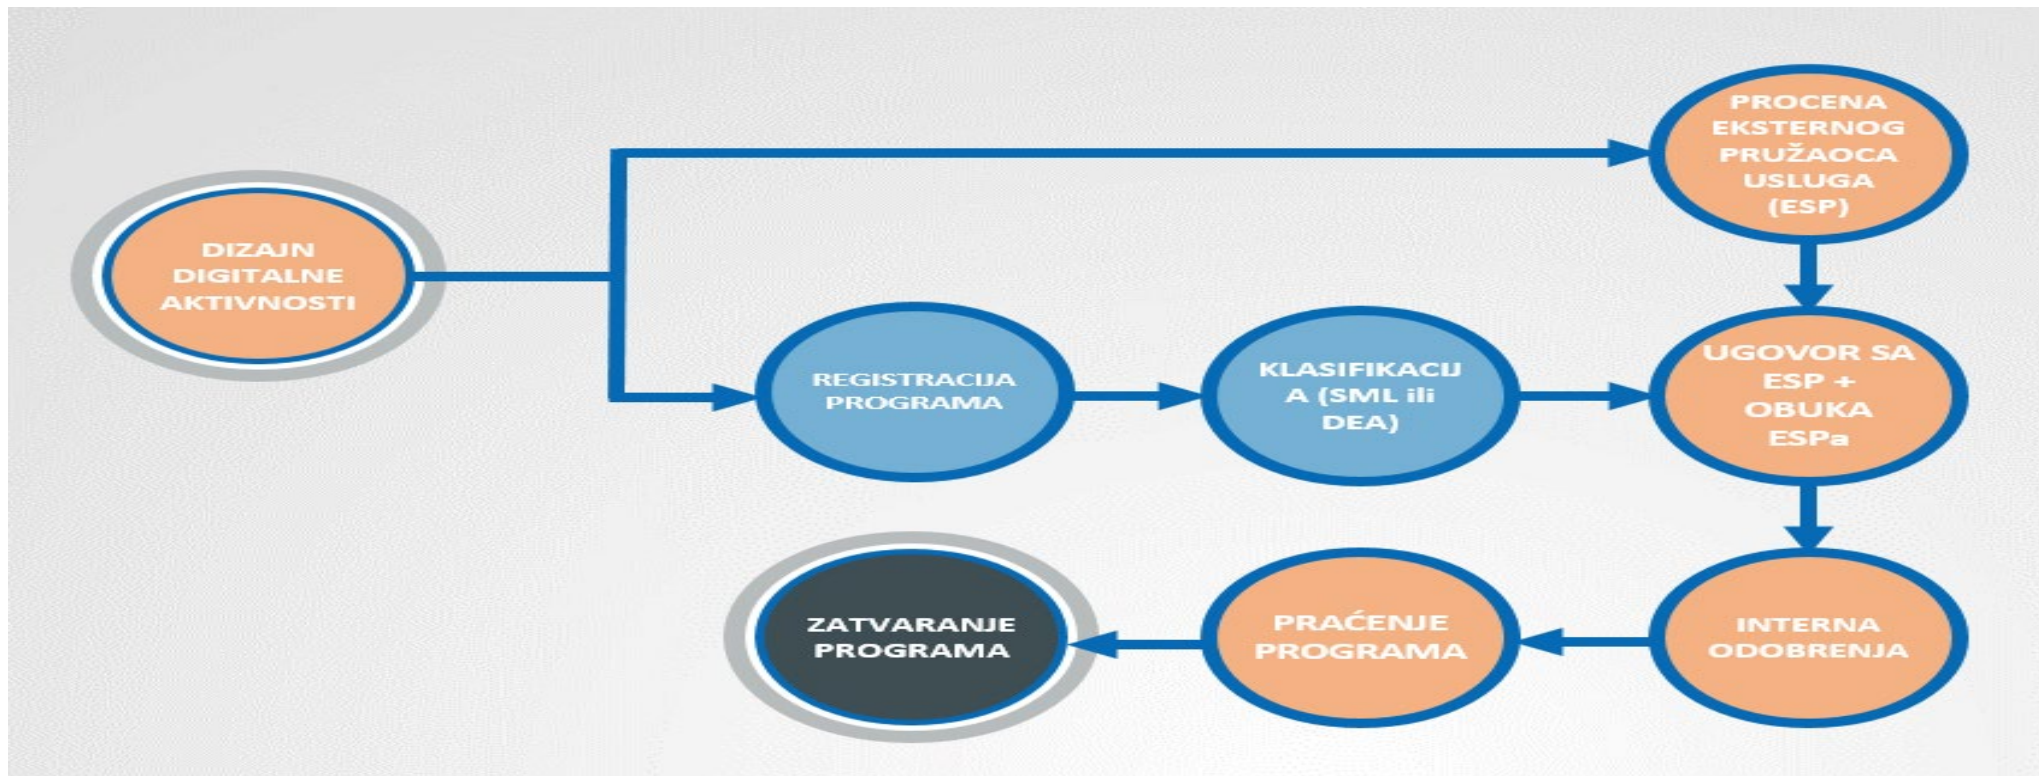 DIZAJN
DIGITALNE
AKTIVNOSTI
PROCENA
EKSTERNOG
PRUŽAOCA
USLUGA
(ESP)
REGISTRACIJA
PROGRAMA
KLASIFIKACIJ
A (SML ili
DEA)
UGOVOR SA
ESP +
OBUKA
ESPa
INTERNA
ODOBRENJA
PRAĆENJE
PROGRAMA
ZATVARANJE
PROGRAMA